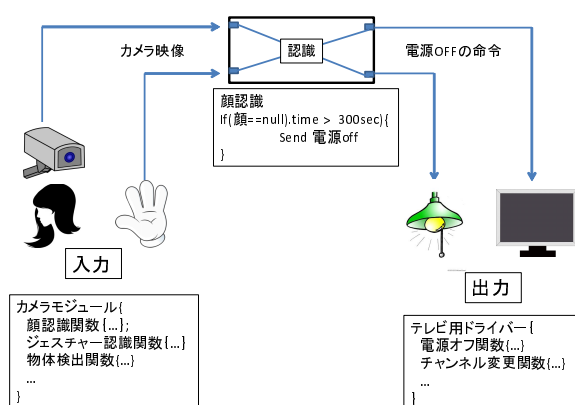 カメラ映像
認識
電源OFFの命令
顔認識
If(顔==null).time > 300sec){
Send 電源off
}
入力
出力
カメラモジュール{
顔認識関数{...};
ジェスチャー認識関数{...}
物体検出関数{...}
...
}
テレビ用ドライバー{
電源オフ関数{...}
チャンネル変更関数{...}
...
}